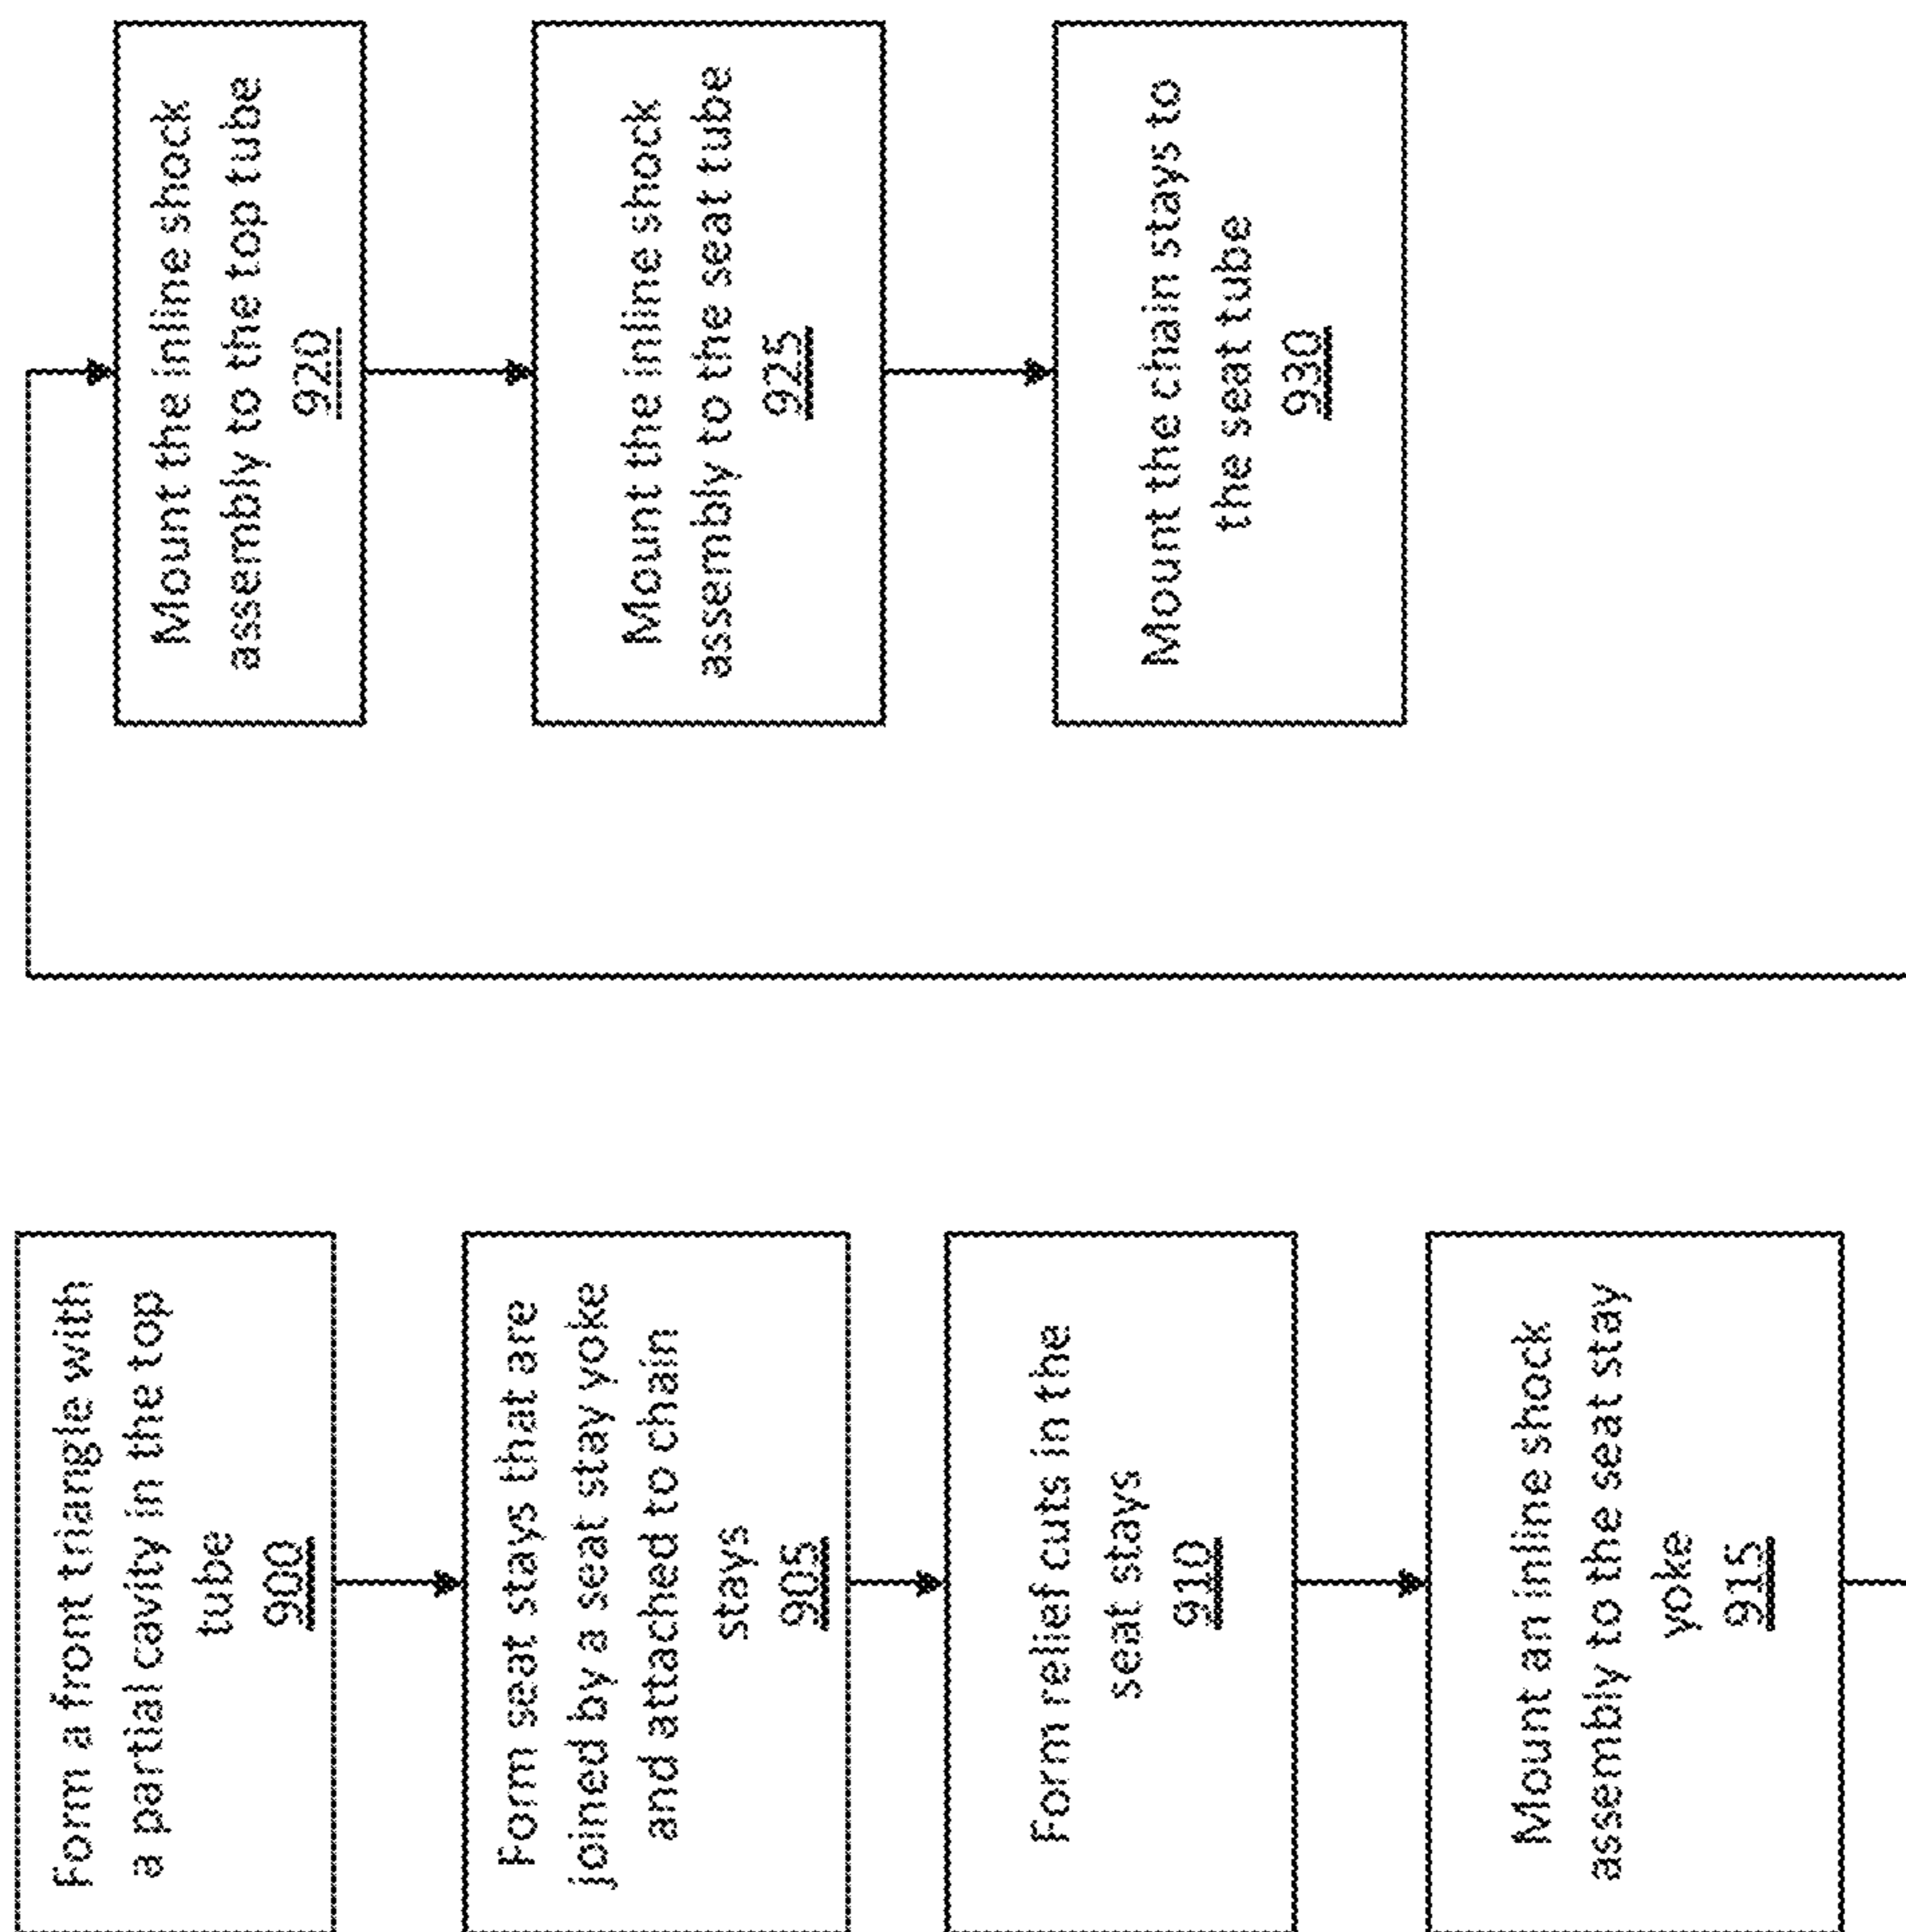 Form a front triangle with
a partial cavity in the top
tube
900
Form seat stays that are
joined by a seat stay yoke
and attached to chain
stays
905
Form relief cuts in the
seat stays
910
Mount an inline shock
assembly to the seat stay
yoke
915
Mount the inline shock
assembly to the top tube
920
Mount the inline shock
assembly to the seat tube
925
Mount the chain stays to
the seat tube
930